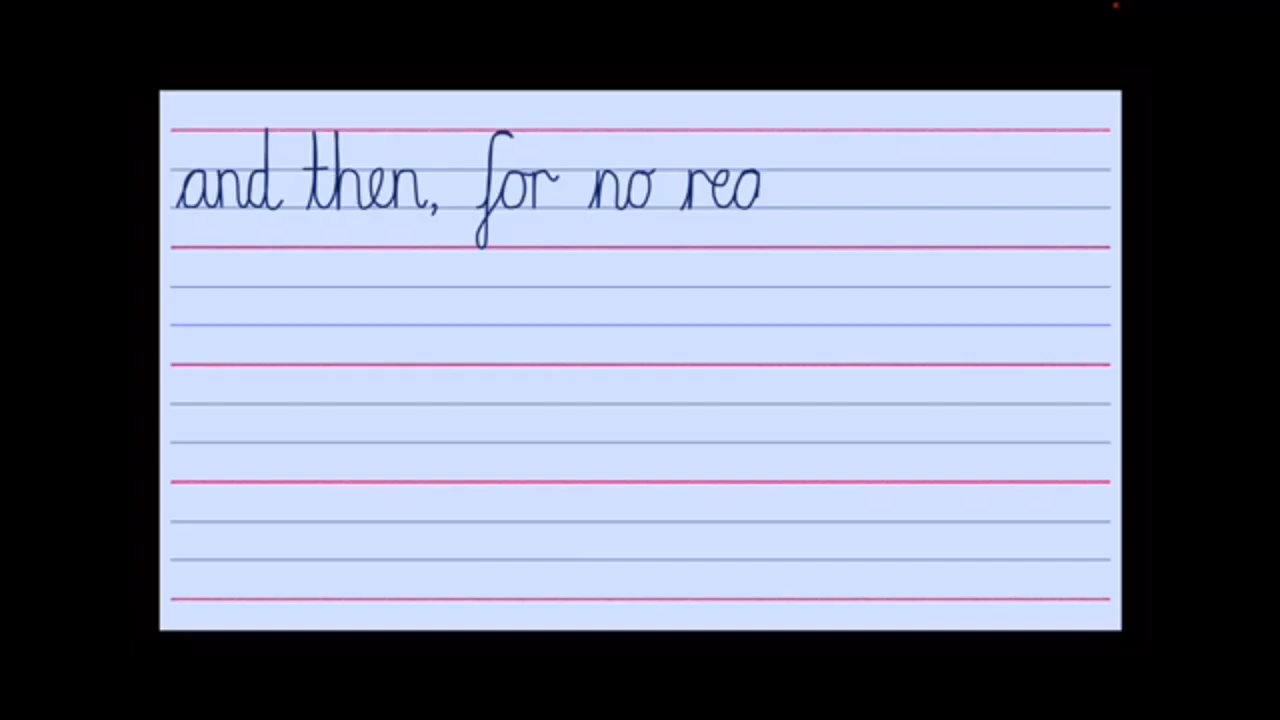 and then, for no rea